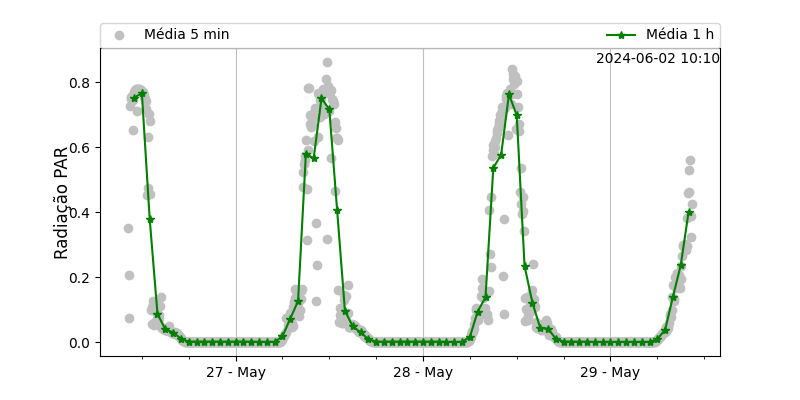 Média 5 min
Média 1 h
2024-06-02 10:10
Radiação PAR
0.8
0.6
0.4
0.2
0.0
27 - May
28 - May
29 - May